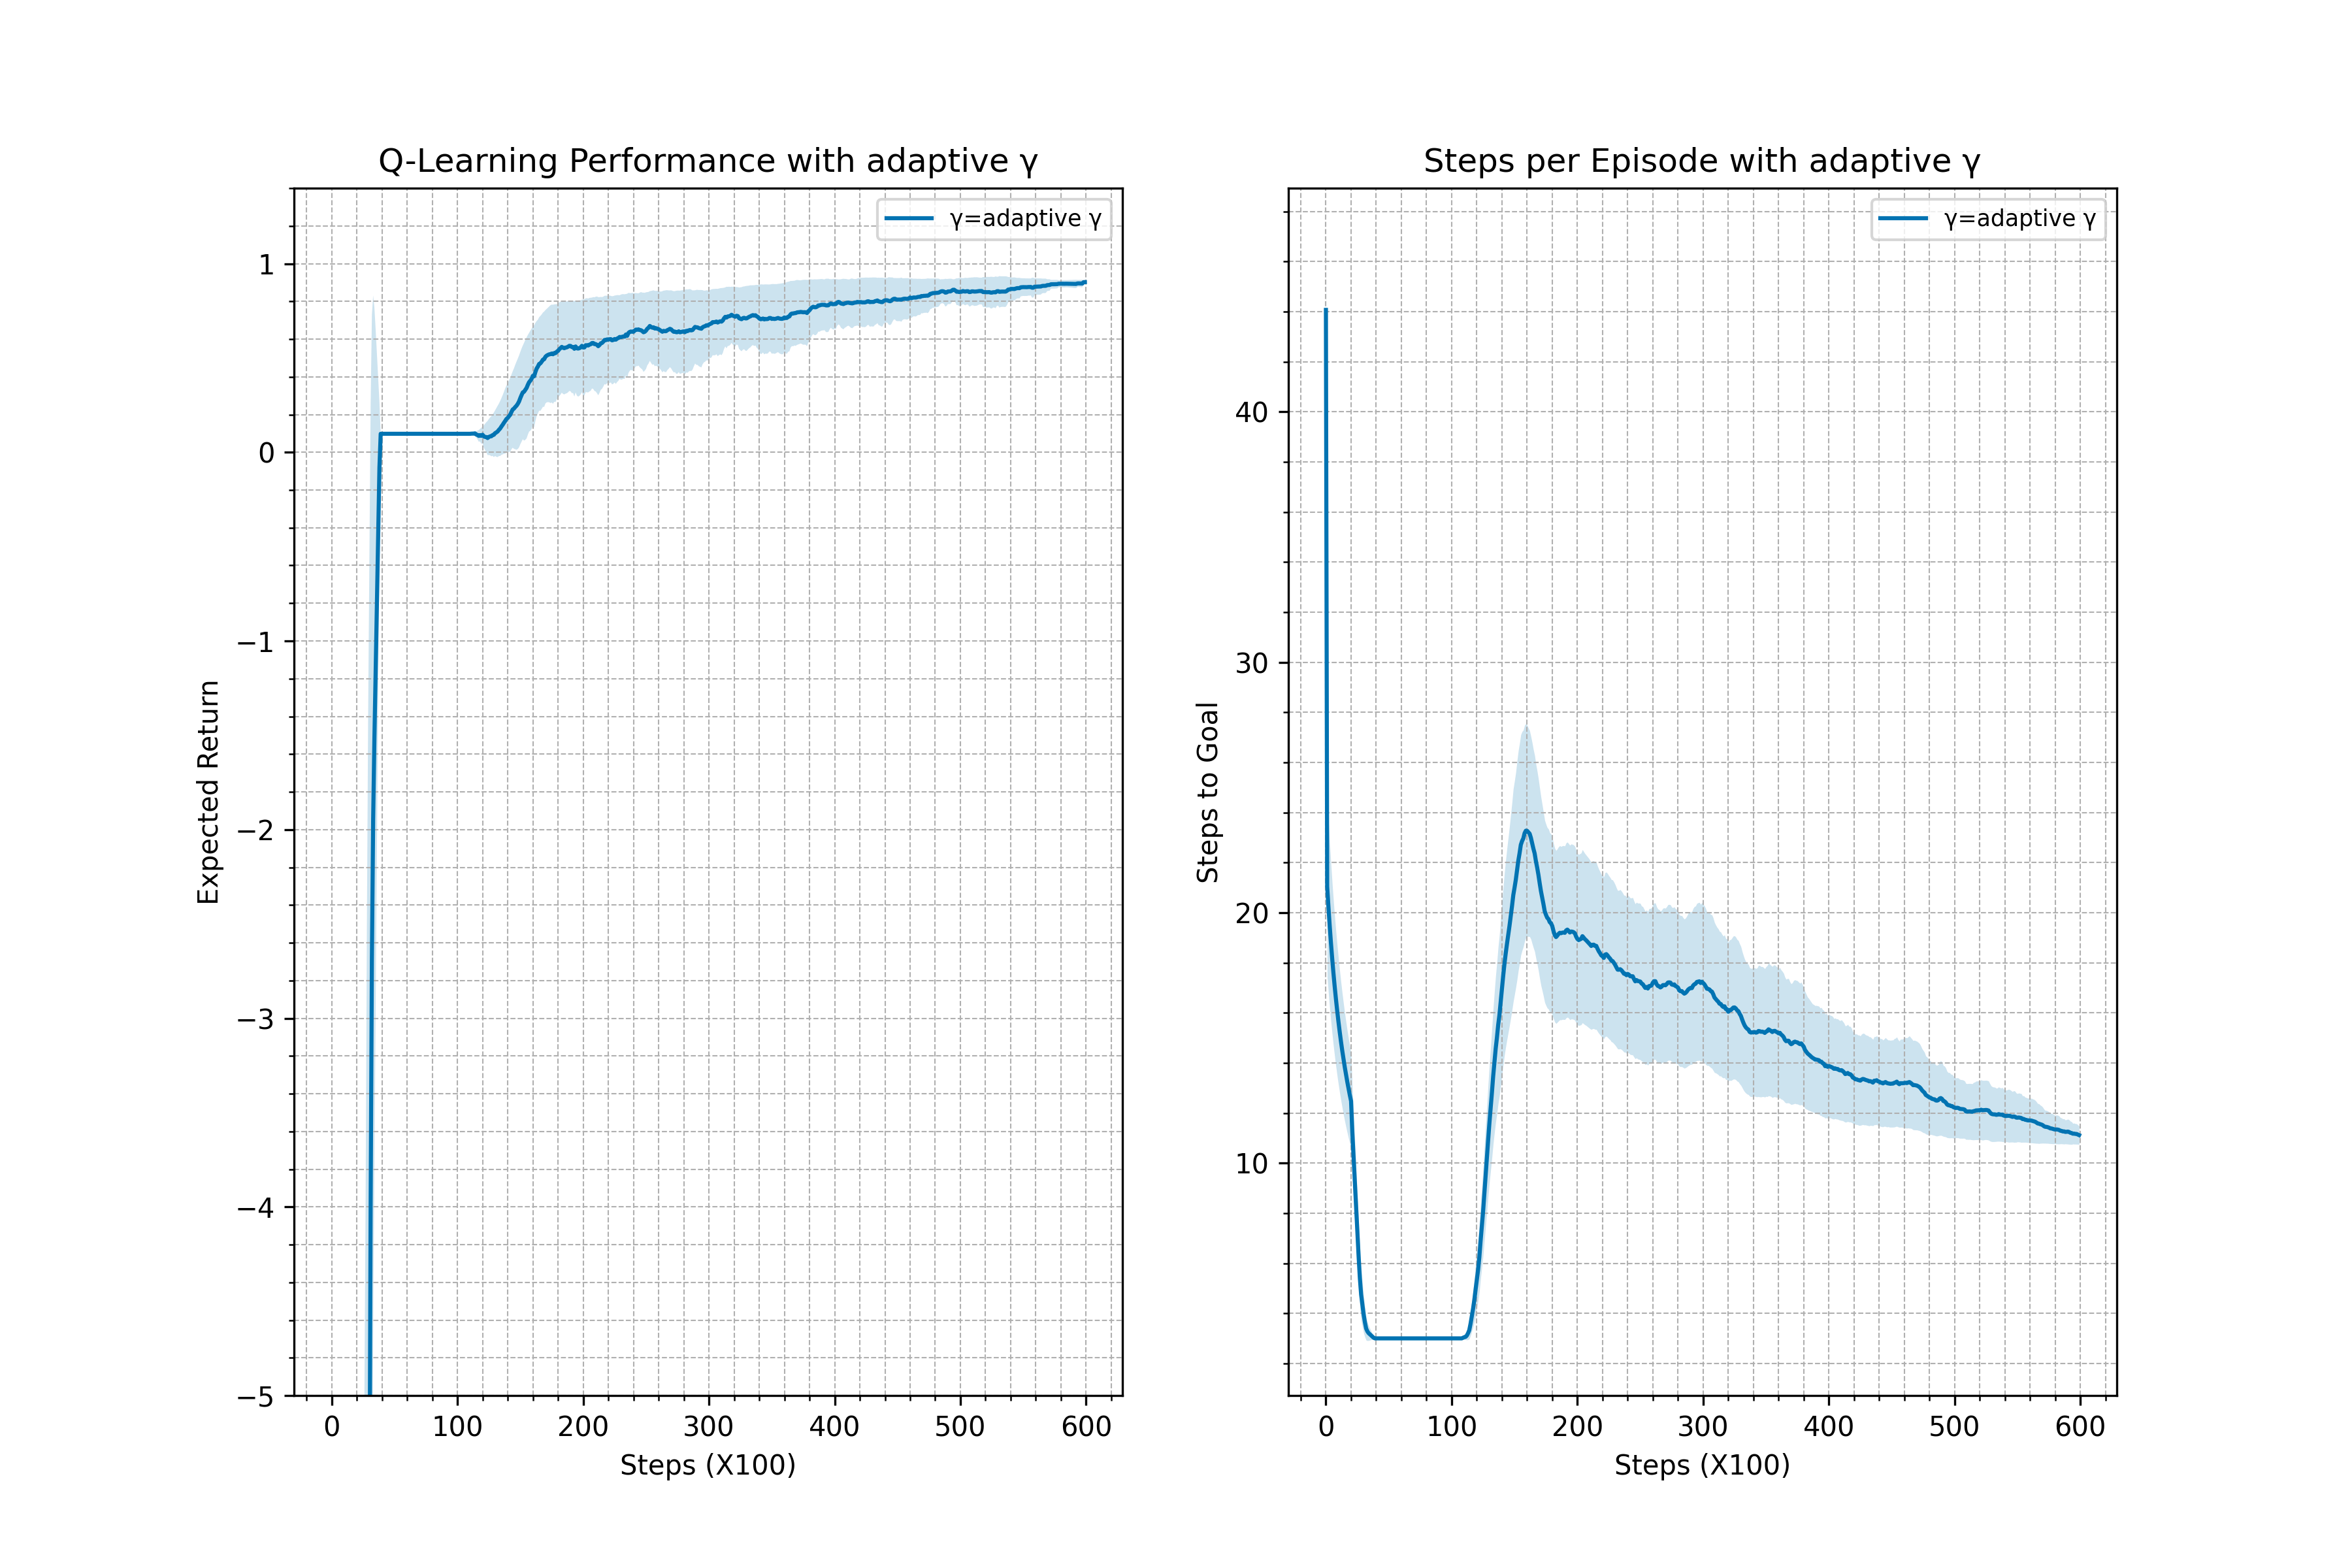 Q-Learning Performance with adaptive γ
γ=adaptive γ
1
0
−1
−2
−3
−4
−5
Expected Return
0 100 200 300 400 500 600
Steps (X100)
Steps per Episode with adaptive γ
γ=adaptive γ
40
30
20
10
Steps to Goal
0 100 200 300 400 500 600
Steps (X100)